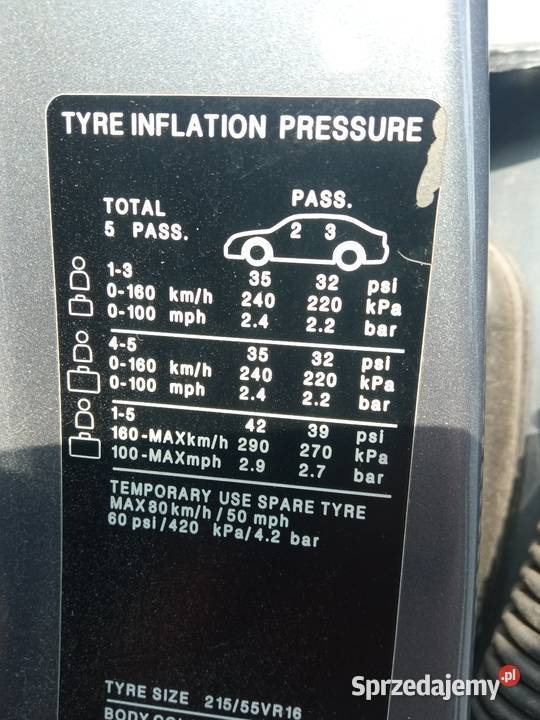 TYRE INFLATION PRESSURE
TOTAL PASS.
5 PASS. 2 3
1-3 35 32 psi
0-160 km/h 240 220 kPa
0-100 mph 2.4 2.2 bar
4-5 35 32 psi
0-160 km/h 240 220 kPa
0-100 mph 2.4 2.2 bar
1-5 42 39 psi
160-MAXkm/h 290 270 kPa
100-MAXmph 2.9 2.7 bar
TEMPORARY USE SPARE TYRE
MAX80km/h/50 mph
60 psi/420 kPa/4.2 bar
TYRE SIZE 215/55VR16
BODY
Sprzedajemy.pl